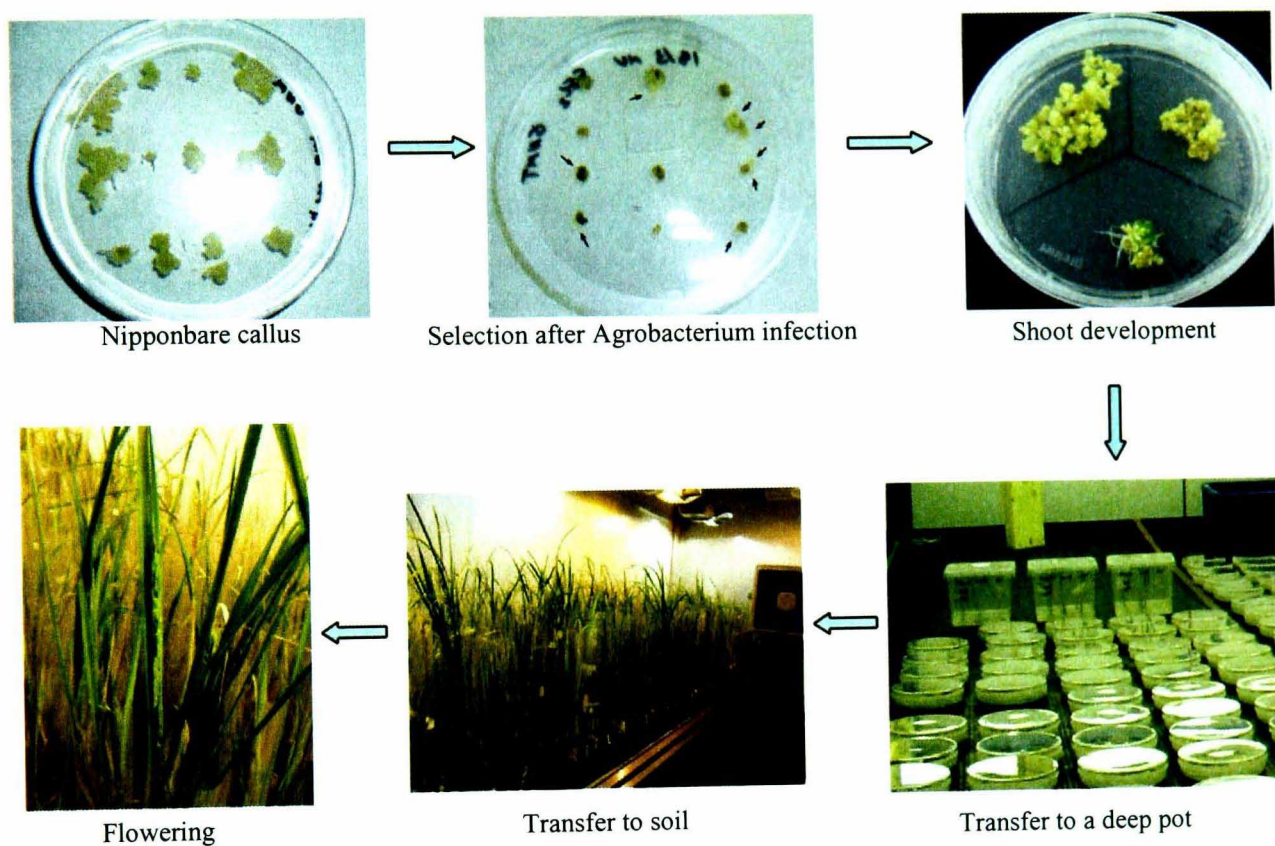 Nipponbare callus
Selection after Agrobacterium infection
Shoot development
Transfer to a deep pot
Transfer to soil
Flowering